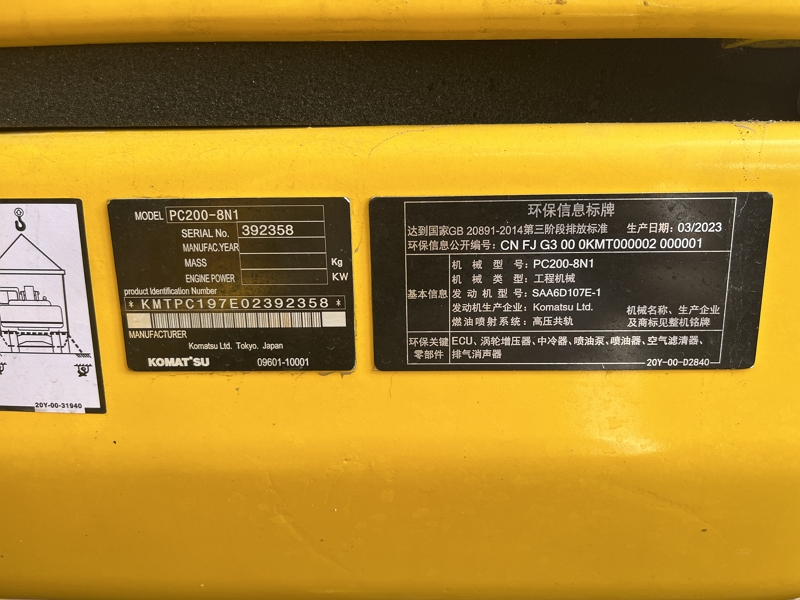 MODEL PC200-8N1
SERIAL No. 392358
MANUFAC.YEAR
MASS Kg
ENGINE POWER KW
product Identification Number
*KMTPC197E02392358*
MANUFACTURER
Komatsu Ltd. Tokyo. Japan
KOMATSU 09601-10001
20Y-00-31940
环保信息标牌
达到国家GB 20891-2014第三阶段排放标准 生产日期: 03/2023
环保信息公开编号: CN FJ G3 00 0KMT000002 000001
基本信息
机械型号: PC200-8N1
机械类型: 工程机械
发动机型号: SAA6D107E-1
发动机生产企业: Komatsu Ltd.
燃油喷射系统: 高压共轨
机械名称、生产企业
及商标见整机铭牌
环保关键
零部件
ECU、涡轮增压器、中冷器、喷油泵、喷油器、空气滤清器、
排气消声器
20Y-00-D2840